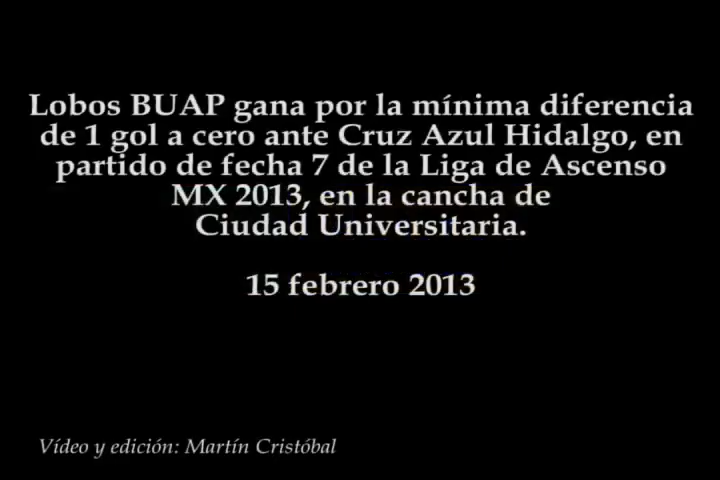 Lobos BUAP gana por la mínima diferencia
de 1 gol a cero ante Cruz Azul Hidalgo, en
partido de fecha 7 de la Liga de Ascenso
MX 2013, en la cancha de
Ciudad Universitaria.
15 febrero 2013
Vídeo y edición: Martín Cristóbal